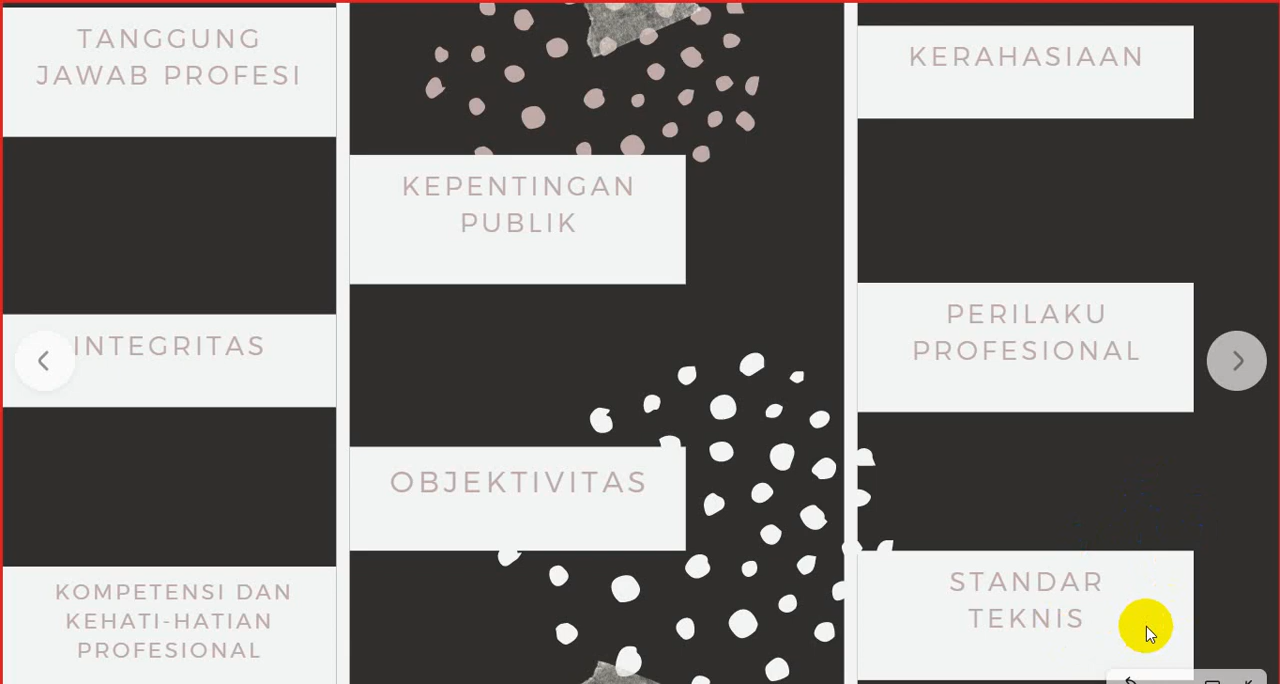 TANGGUNG
JAWAB PROFESI
INTEGRITAS
KOMPETENSI DAN
KEHATI-HATIAN
PROFESIONAL
KEPENTINGAN
PUBLIK
OBJEKTIVITAS
KERAHASIAAN
PERILAKU
PROFESIONAL
STANDAR
TEKNIS